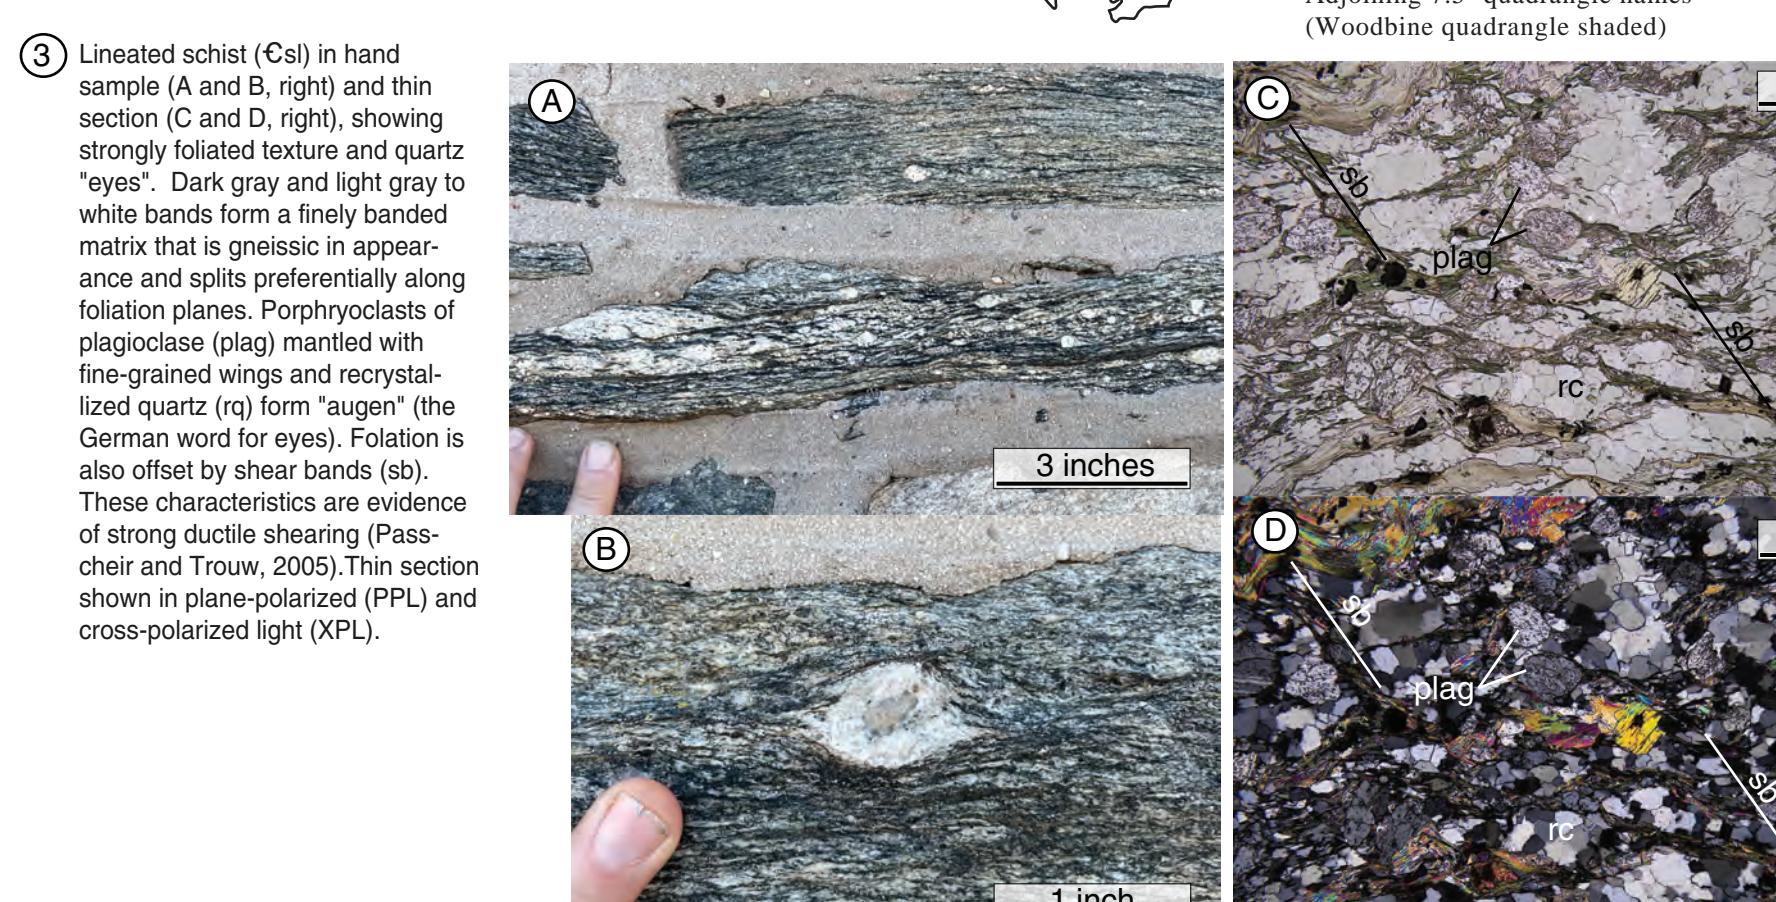 Adjoining 7.5' quadrangle names
(Woodbine quadrangle shaded)
3
Lineated schist (Єsl) in hand
sample (A and B, right) and thin
section (C and D, right), showing
strongly foliated texture and quartz
"eyes".  Dark gray and light gray to
white bands form a finely banded
matrix that is gneissic in appear-
ance and splits preferentially along
foliation planes. Porphryoclasts of
plagioclase (plag) mantled with
fine-grained wings and recrystal-
lized quartz (rq) form "augen" (the
German word for eyes). Folation is
also offset by shear bands (sb).
These characteristics are evidence
of strong ductile shearing (Pass-
cheir and Trouw, 2005).Thin section
shown in plane-polarized (PPL) and
cross-polarized light (XPL).
A
3 inches
B
1 inch
C
sb
plag
sb
rc
D
sb
plag
sb
rc